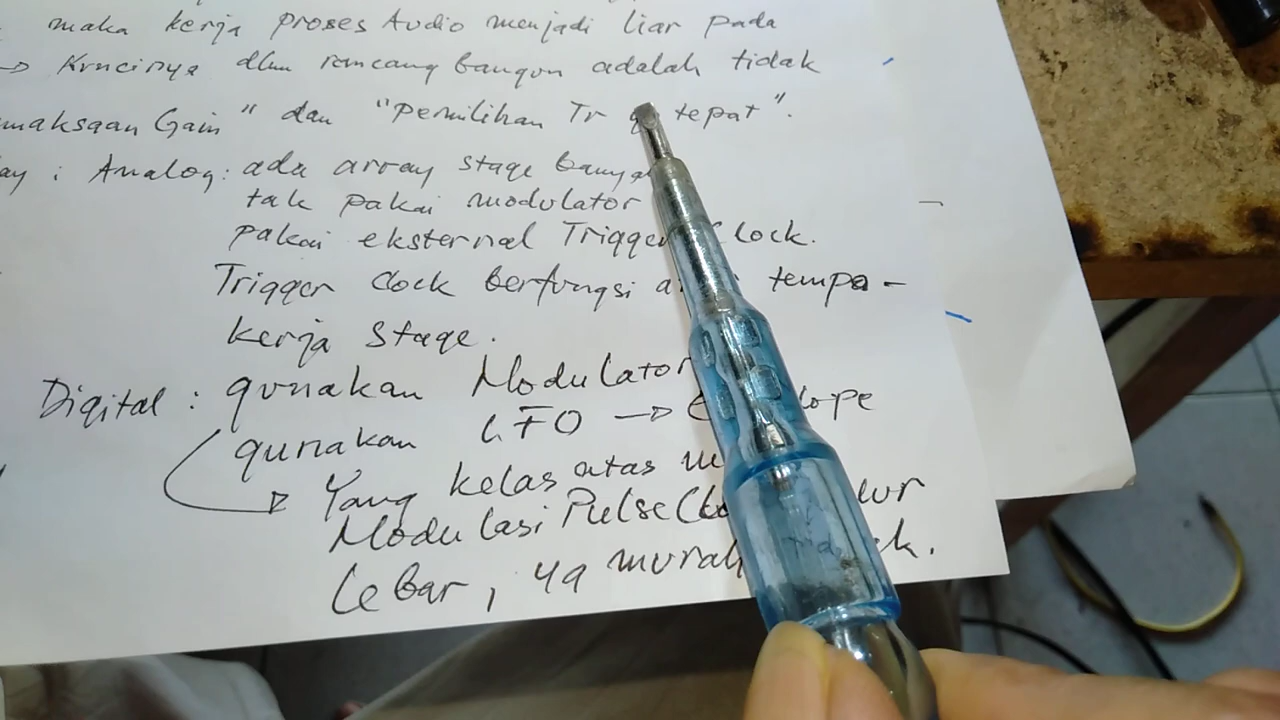 maka kerja proses Audio menjadi liar pada
→ Kuncinya dlm rancang bangun adalah tidak
maksaan Gain" dan "Pemilihan Tr tepat".
ay : Analog : ada array stage
tak pakai modulator
pakai eksternal Trigger Clock.
Trigger Clock berfungsi tempo -
kerja stage.
Digital : gunakan Modulator
gunakan LFO →
Yang kelas atas
Modulasi Pulse
Lebar, yg murah